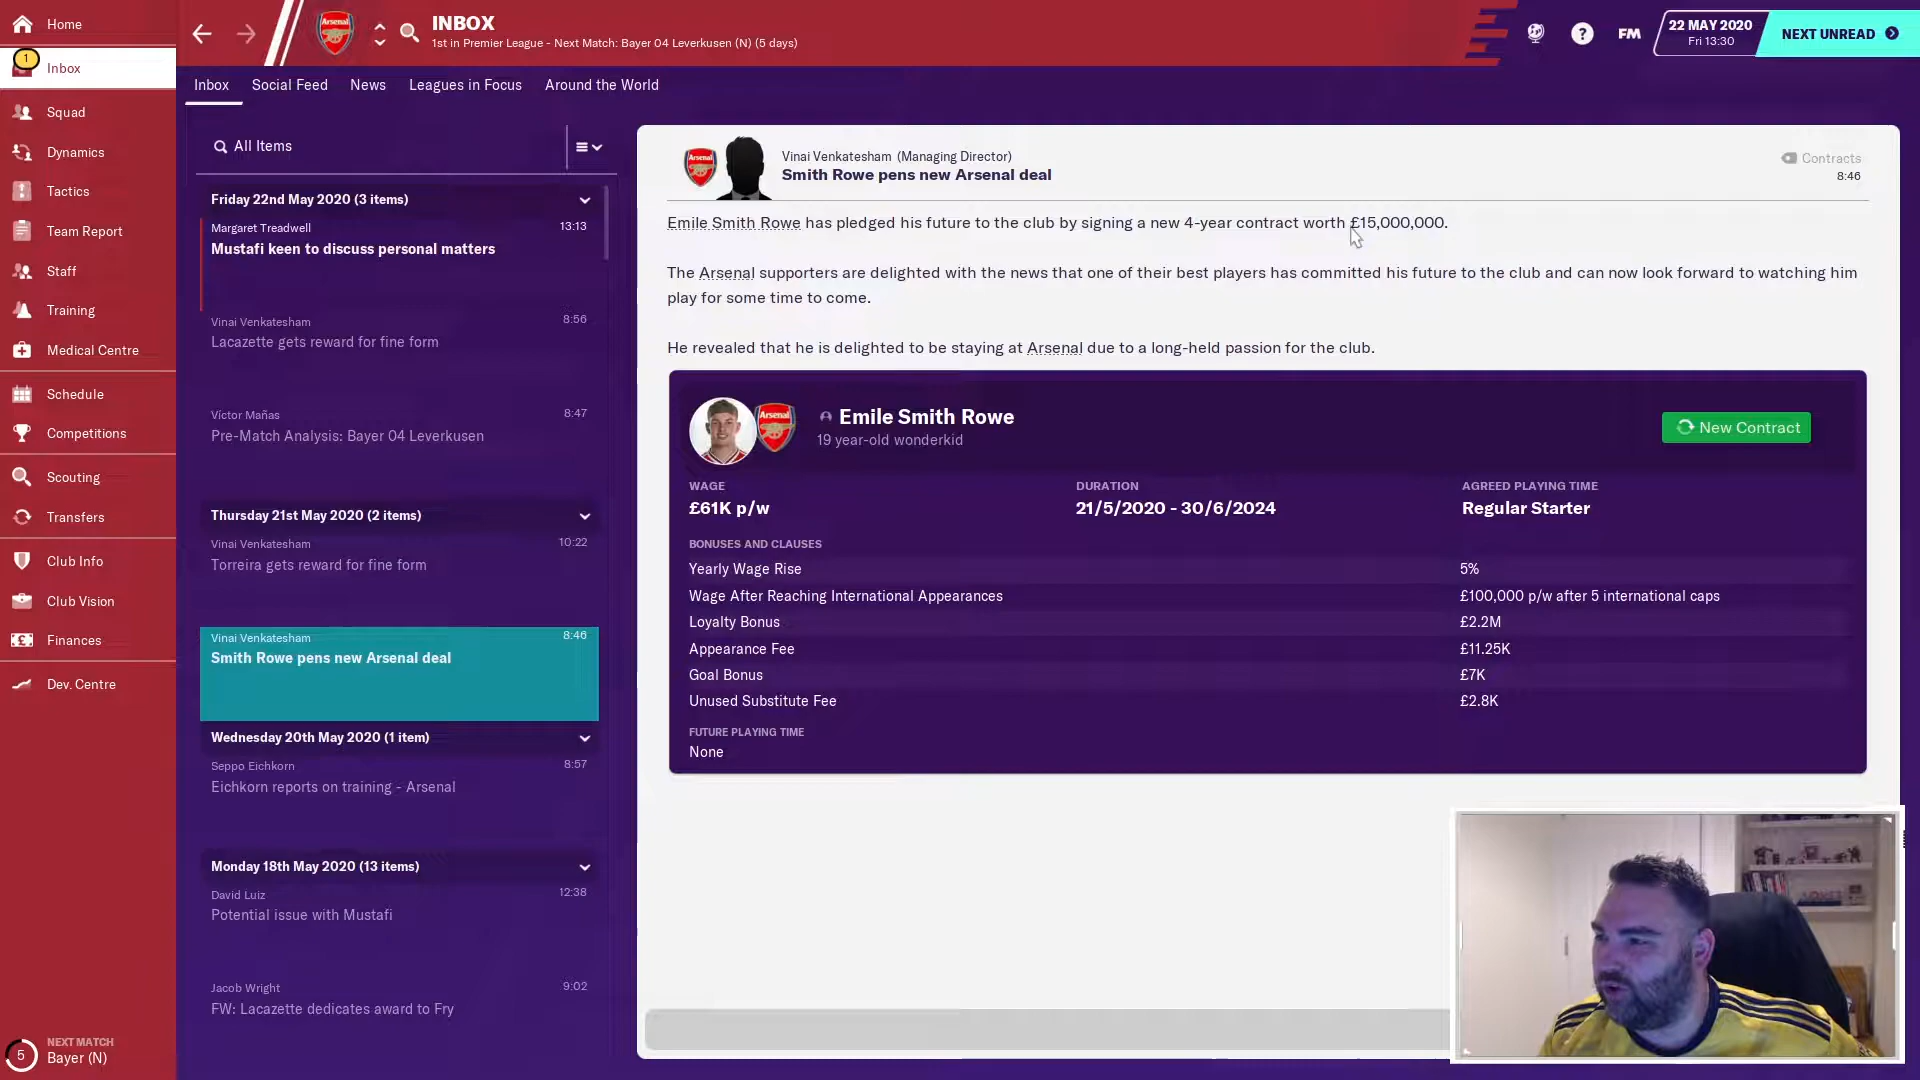 Home
Inbox
1
Squad
Dynamics
Tactics
Team Report
Staff
Training
Medical Centre
Schedule
Competitions
Scouting
Transfers
Club Info
Club Vision
Finances
Dev. Centre
5
NEXT MATCH
Bayer (N)
Arsenal
INBOX
1st in Premier League - Next Match: Bayer 04 Leverkusen (N) (5 days)
?
FM
22 MAY 2020
Fri 13:30
NEXT UNREAD
Inbox Social Feed News Leagues in Focus Around the World
All Items
Friday 22nd May 2020 (3 items)
Margaret Treadwell 13:13
Mustafi keen to discuss personal matters
Vinai Venkatesham 8:56
Lacazette gets reward for fine form
Víctor Mañas 8:47
Pre-Match Analysis: Bayer 04 Leverkusen
Thursday 21st May 2020 (2 items)
Vinai Venkatesham 10:22
Torreira gets reward for fine form
Vinai Venkatesham 8:46
Smith Rowe pens new Arsenal deal
Wednesday 20th May 2020 (1 item)
Seppo Eichkorn 8:57
Eichkorn reports on training - Arsenal
Monday 18th May 2020 (13 items)
David Luiz 12:38
Potential issue with Mustafi
Jacob Wright 9:02
FW: Lacazette dedicates award to Fry
Arsenal
Vinai Venkatesham (Managing Director)
Smith Rowe pens new Arsenal deal
Contracts
8:46
Emile Smith Rowe has pledged his future to the club by signing a new 4-year contract worth £15,000,000.
The Arsenal supporters are delighted with the news that one of their best players has committed his future to the club and can now look forward to watching him
play for some time to come.
He revealed that he is delighted to be staying at Arsenal due to a long-held passion for the club.
Arsenal
Emile Smith Rowe
19 year-old wonderkid
New Contract
WAGE DURATION AGREED PLAYING TIME
£61K p/w 21/5/2020 - 30/6/2024 Regular Starter
BONUSES AND CLAUSES
Yearly Wage Rise 5%
Wage After Reaching International Appearances £100,000 p/w after 5 international caps
Loyalty Bonus £2.2M
Appearance Fee £11.25K
Goal Bonus £7K
Unused Substitute Fee £2.8K
FUTURE PLAYING TIME
None